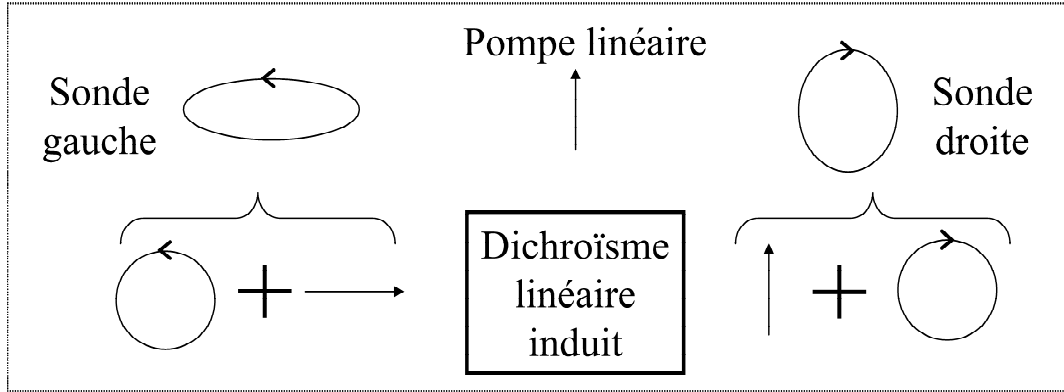 Pompe linéaire
Sonde
gauche
Sonde
droite
Dichroïsme
linéaire
induit